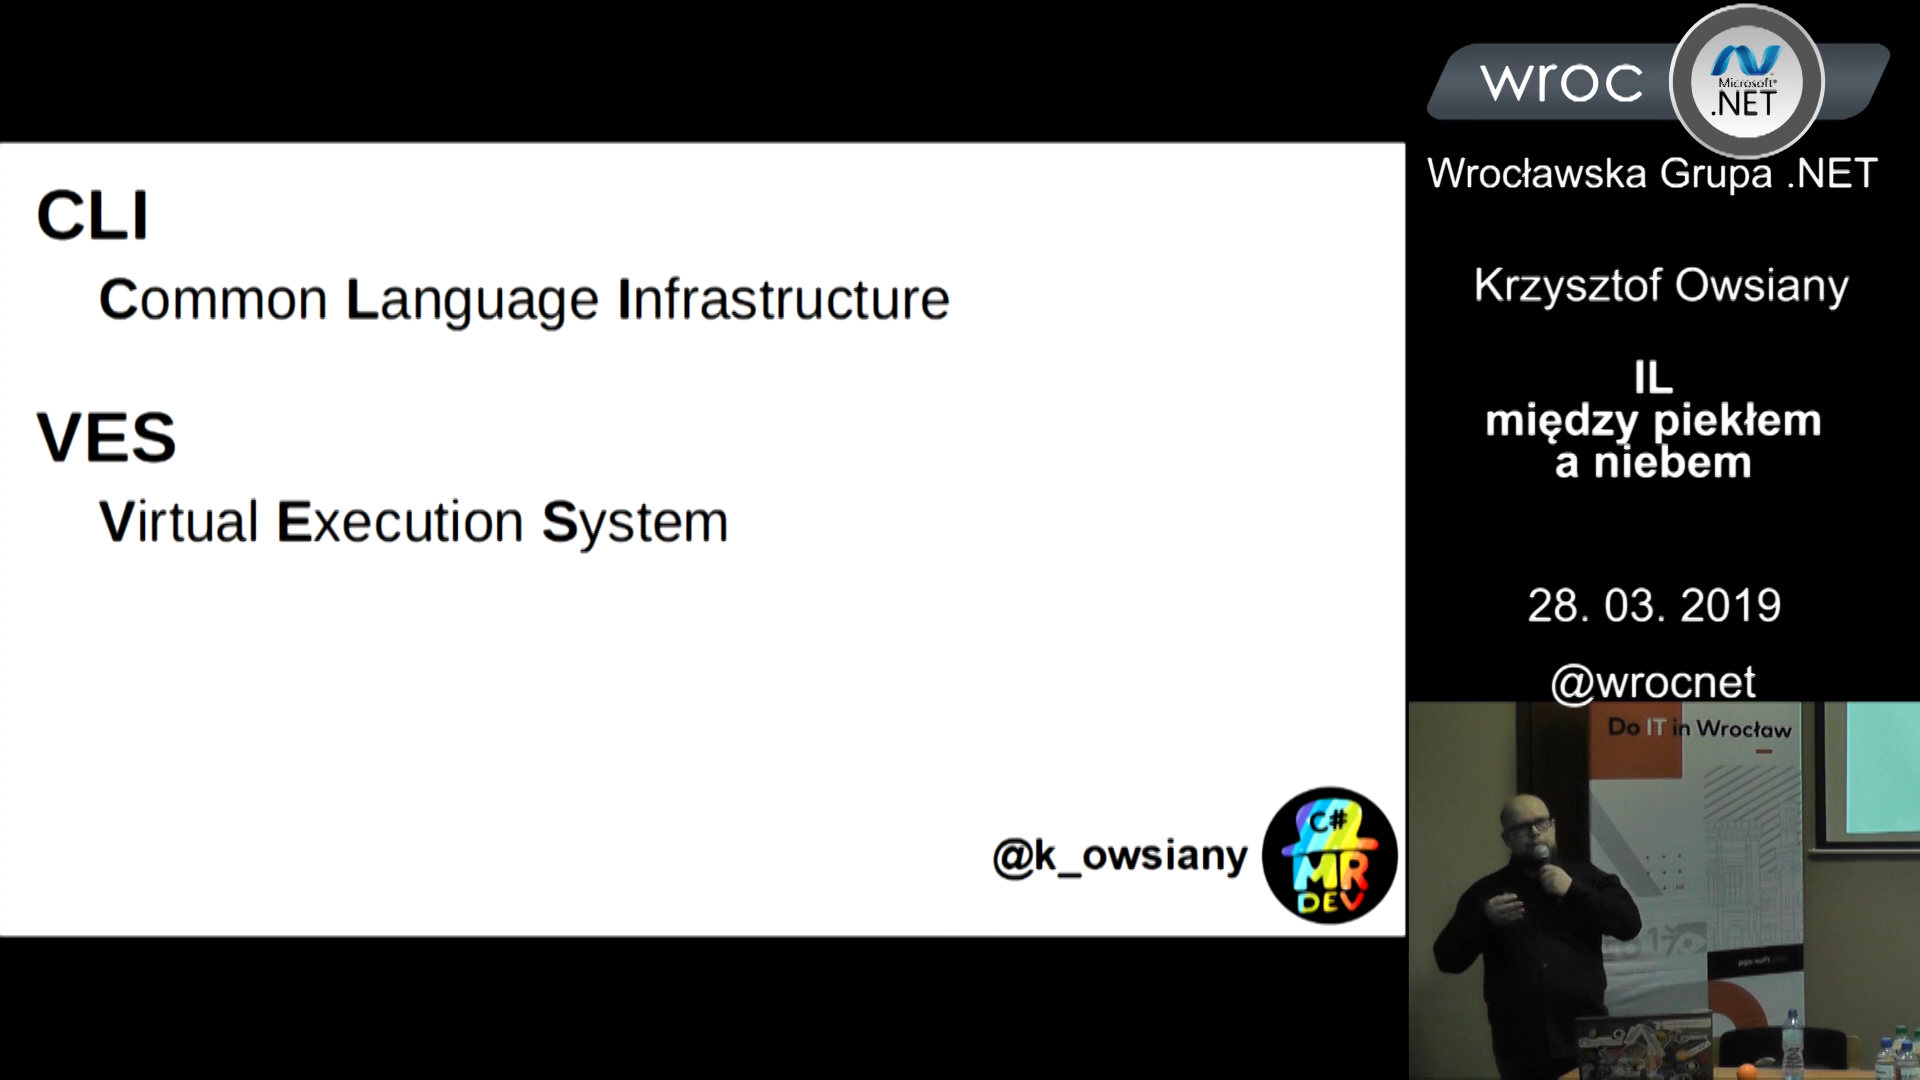 CLI
Common Language Infrastructure
VES
Virtual Execution System
@k_owsiany
C#
MR
DEV
wroc
Microsoft®
.NET
Wrocławska Grupa .NET
Krzysztof Owsiany
IL
między piekłem
a niebem
28. 03. 2019
@wrocnet
Do IT in Wrocław